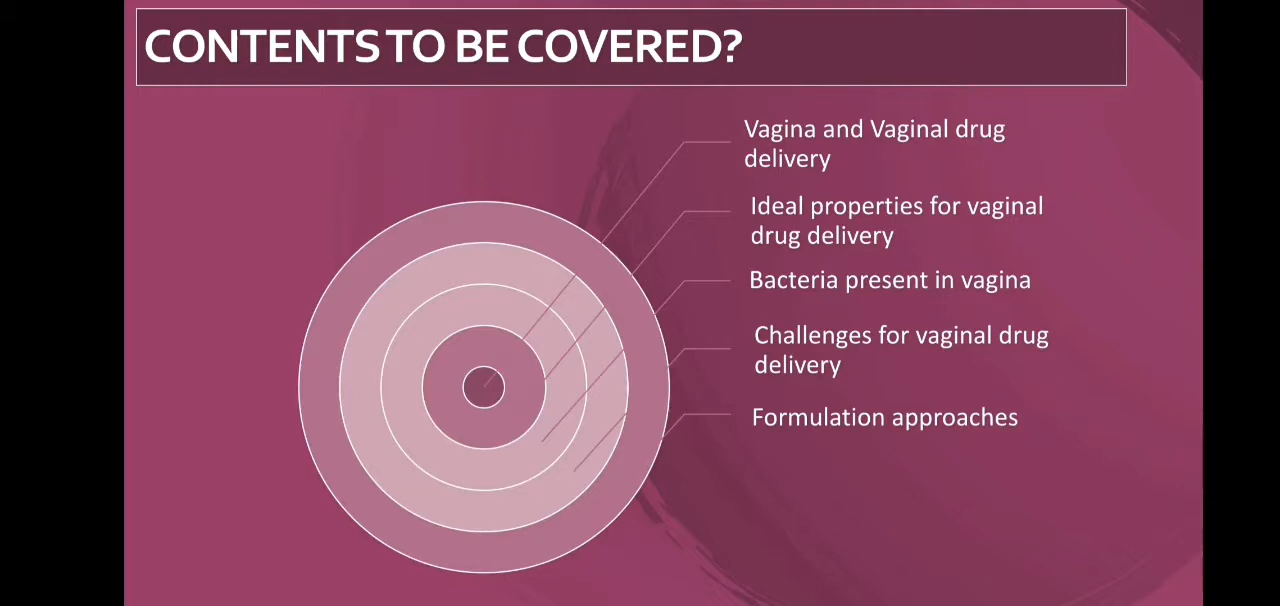 CONTENTS TO BE COVERED?
Vagina and Vaginal drug
delivery
Ideal properties for vaginal
drug delivery
Bacteria present in vagina
Challenges for vaginal drug
delivery
Formulation approaches